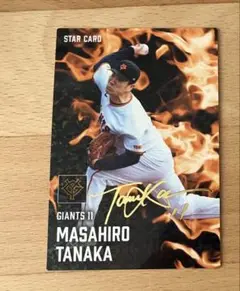 STAR CARD
GIANTS 11
MASAHIRO
TANAKA